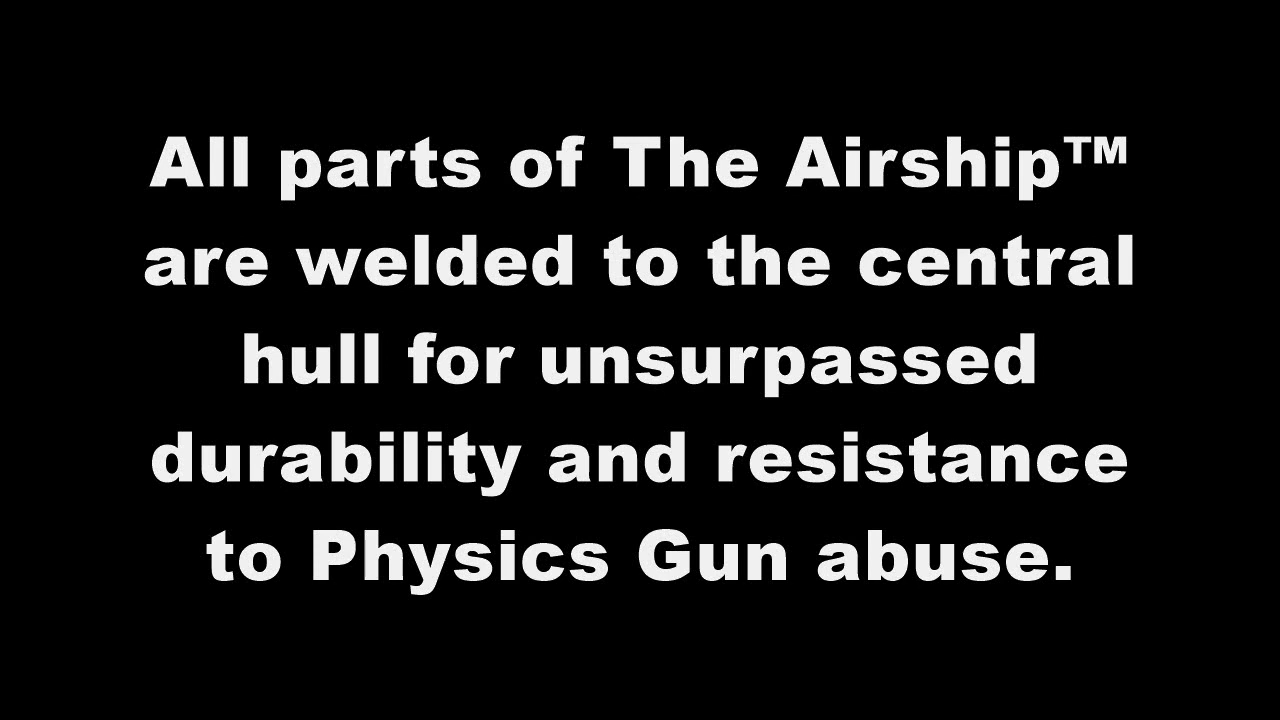 All parts of The Airship™
are welded to the central
hull for unsurpassed
durability and resistance
to Physics Gun abuse.